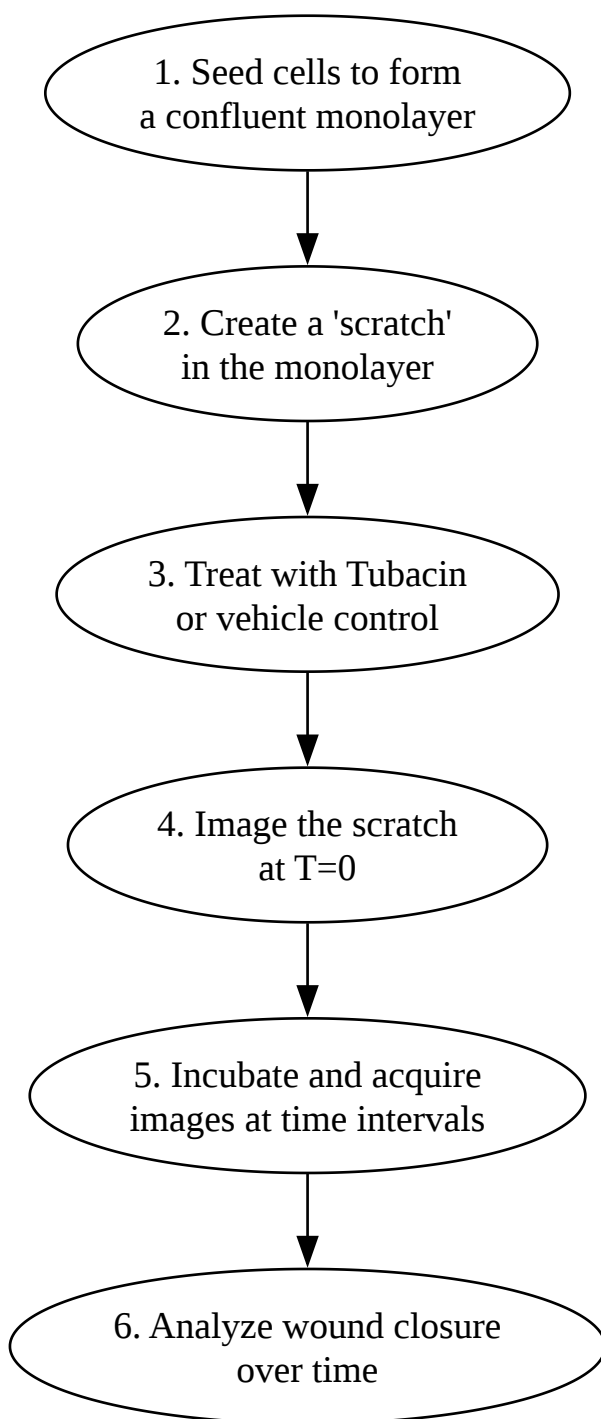 1. Seed cells to form
a confluent monolayer
2. Create a 'scratch'
in the monolayer
3. Treat with Tubacin
or vehicle control
4. Image the scratch
at T=0
5. Incubate and acquire
images at time intervals
6. Analyze wound closure
over time